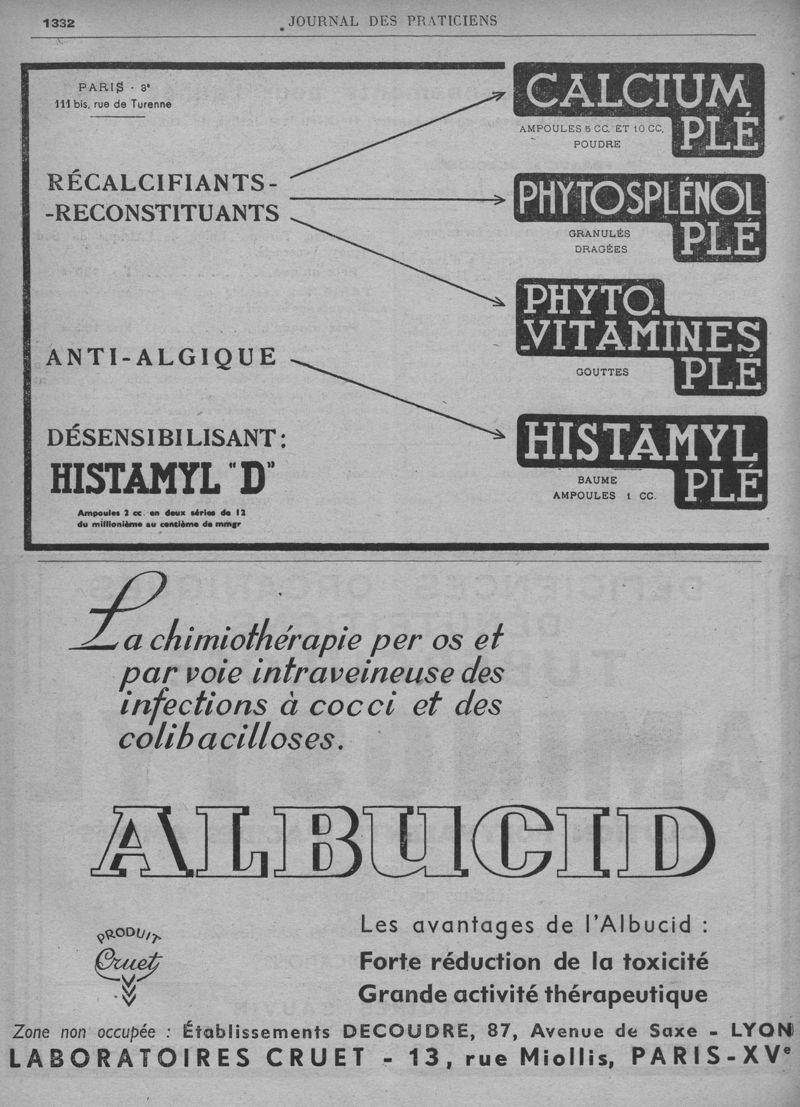 1332
JOURNAL DES PRATICIENS
PARIS - 3e
111 bis, rue de Turenne
RÉCALCIFIANTS-
-RECONSTITUANTS
ANTI-ALGIQUE
DÉSENSIBILISANT:
HISTAMYL "D"
Ampoules 2 cc. en deux séries de 12
du millionième au centième de mmgr
CALCIUM
PLÉ
AMPOULES 5 CC. ET 10 CC.
POUDRE
PHYTOSPLÉNOL
PLÉ
GRANULÉS
DRAGÉES
PHYTO-
-VITAMINES
PLÉ
GOUTTES
HISTAMYL
PLÉ
BAUME
AMPOULES 1 CC.
La chimiothérapie per os et
par voie intraveineuse des
infections à cocci et des
colibacilloses.
ALBUCID
PRODUIT
Cruet
Les avantages de l'Albucid :
Forte réduction de la toxicité
Grande activité thérapeutique
Zone non occupée : Établissements DECOUDRE, 87, Avenue de Saxe - LYON
LABORATOIRES CRUET - 13, rue Miollis, PARIS-XVe